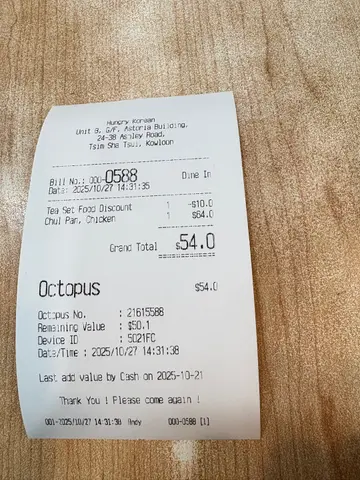 Hungry Korean
Unit B, G/F, Astoria Building,
24-38 Ashley Road,
Tsim Sha Tsui, Kowloon
Bill No.: 000-0588 Dine In
Date: 2025/10/27 14:31:35
Tea Set Food Discount 1 -$10.0
Chul Pan, Chicken 1 $64.0
Grand Total $54.0
Octopus $54.0
Octopus No. : 21615588
Remaining Value : $50.1
Device ID : 5021FC
Date/Time : 2025/10/27 14:31:38
Last add value by Cash on 2025-10-21
Thank You ! Please come again !
001-2025/10/27 14:31:38 Andy 000-0588 [1]